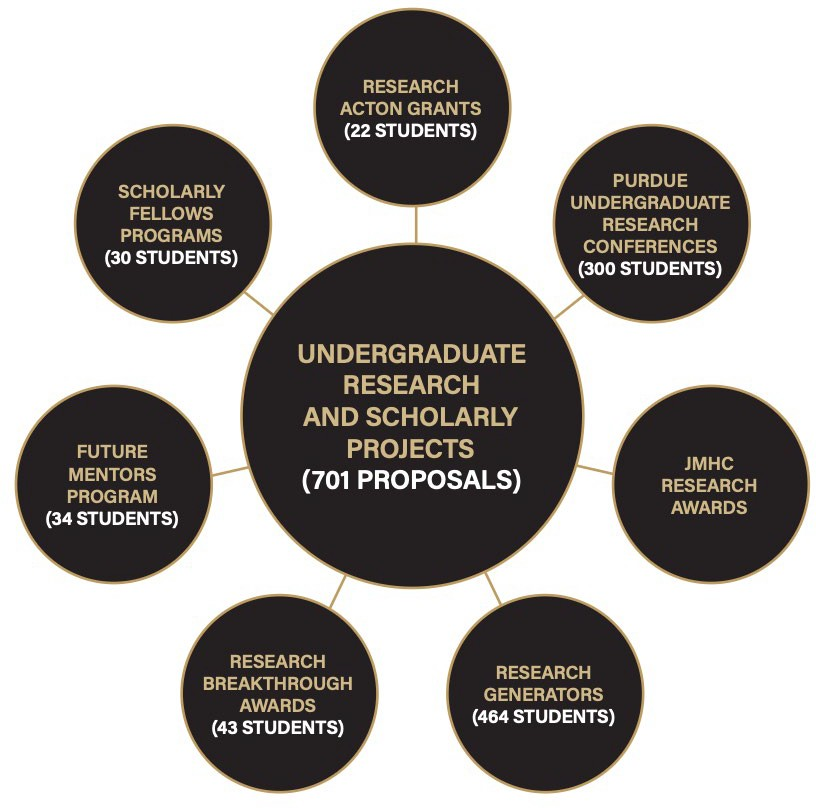 RESEARCH
ACTON GRANTS
(22 STUDENTS)
SCHOLARLY
FELLOWS
PROGRAMS
(30 STUDENTS)
PURDUE
UNDERGRADUATE
RESEARCH
CONFERENCES
(300 STUDENTS)
UNDERGRADUATE
RESEARCH
AND SCHOLARLY
PROJECTS
(701 PROPOSALS)
FUTURE
MENTORS
PROGRAM
(34 STUDENTS)
JMHC
RESEARCH
AWARDS
RESEARCH
BREAKTHROUGH
AWARDS
(43 STUDENTS)
RESEARCH
GENERATORS
(464 STUDENTS)